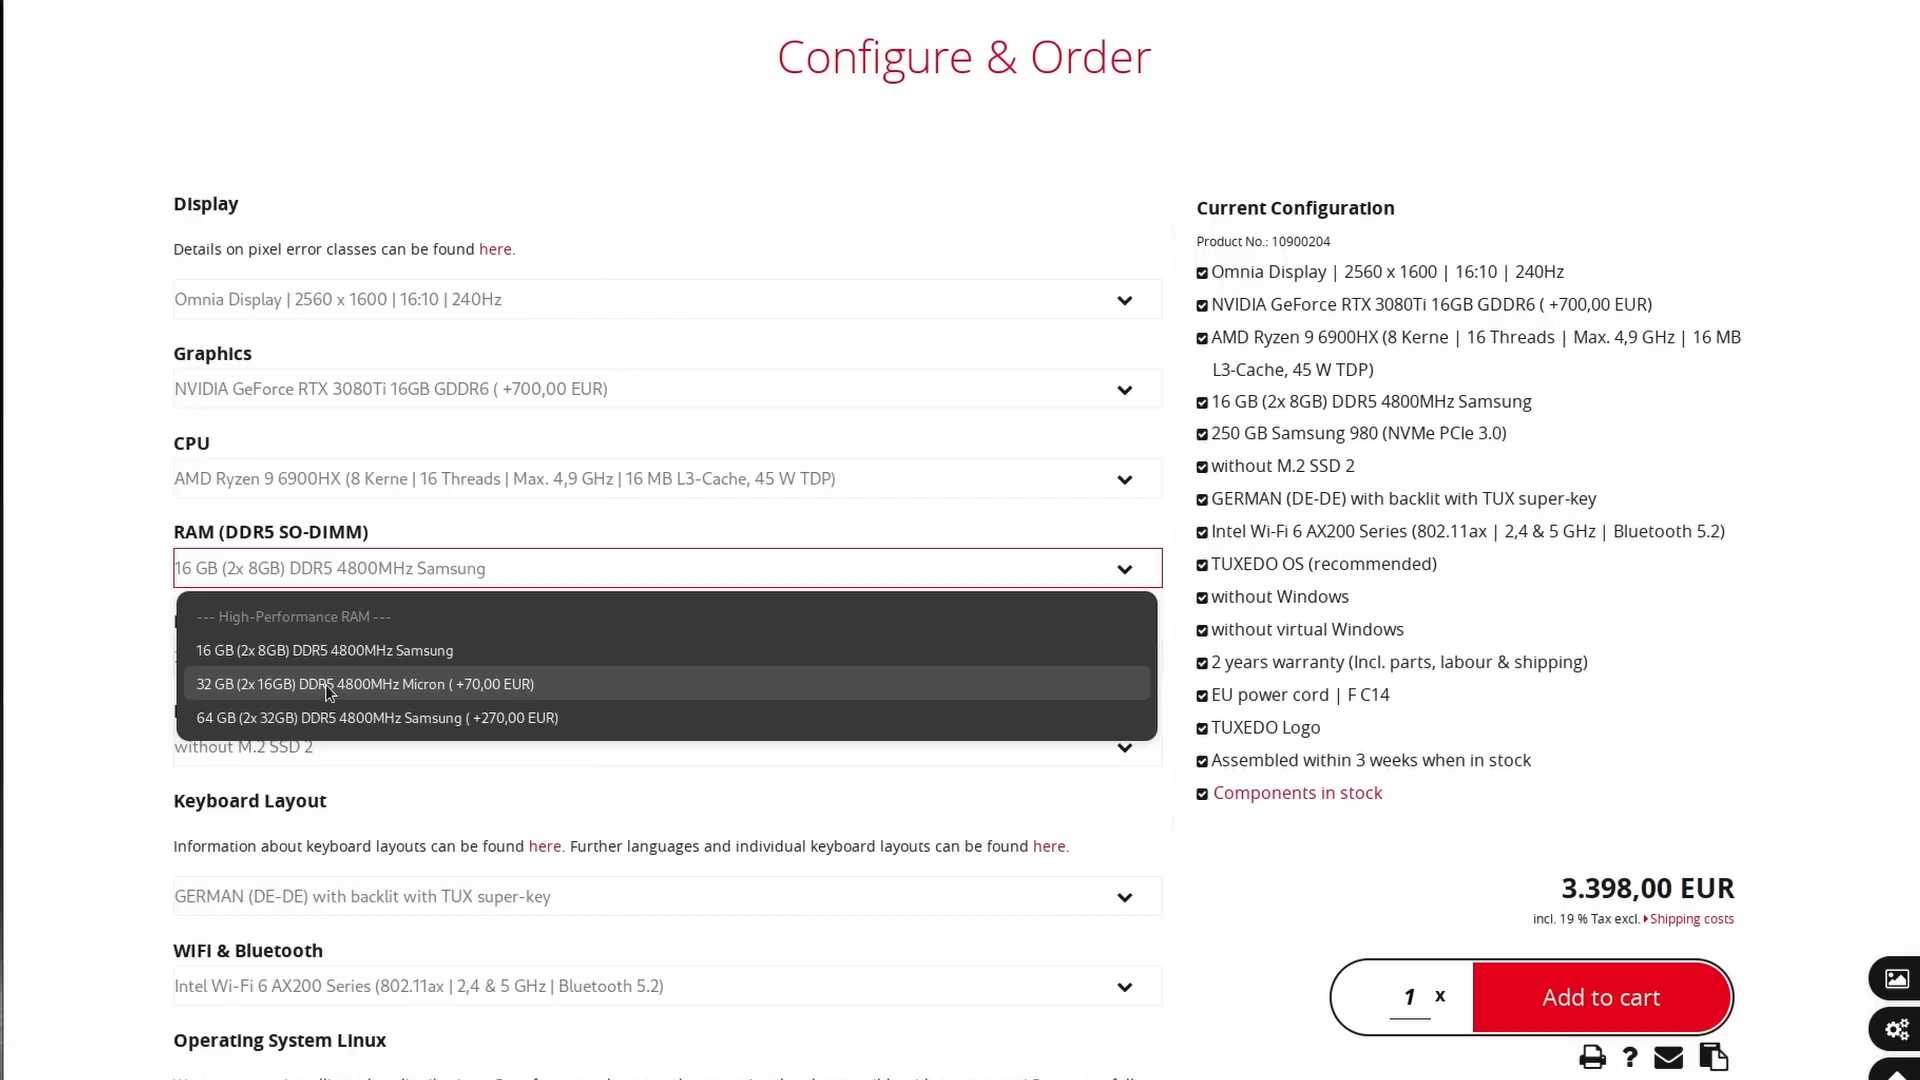 Configure & Order
Display
Details on pixel error classes can be found here.
Omnia Display | 2560 x 1600 | 16:10 | 240Hz
Graphics
NVIDIA GeForce RTX 3080Ti 16GB GDDR6 ( +700,00 EUR)
CPU
AMD Ryzen 9 6900HX (8 Kerne | 16 Threads | Max. 4,9 GHz | 16 MB L3-Cache, 45 W TDP)
RAM (DDR5 SO-DIMM)
16 GB (2x 8GB) DDR5 4800MHz Samsung
--- High-Performance RAM ---
16 GB (2x 8GB) DDR5 4800MHz Samsung
32 GB (2x 16GB) DDR5 4800MHz Micron ( +70,00 EUR)
64 GB (2x 32GB) DDR5 4800MHz Samsung ( +270,00 EUR)
without M.2 SSD 2
Keyboard Layout
Information about keyboard layouts can be found here. Further languages and individual keyboard layouts can be found here.
GERMAN (DE-DE) with backlit with TUX super-key
WIFI & Bluetooth
Intel Wi-Fi 6 AX200 Series (802.11ax | 2,4 & 5 GHz | Bluetooth 5.2)
Operating System Linux
Current Configuration
Product No.: 10900204
Omnia Display | 2560 x 1600 | 16:10 | 240Hz
NVIDIA GeForce RTX 3080Ti 16GB GDDR6 ( +700,00 EUR)
AMD Ryzen 9 6900HX (8 Kerne | 16 Threads | Max. 4,9 GHz | 16 MB
L3-Cache, 45 W TDP)
16 GB (2x 8GB) DDR5 4800MHz Samsung
250 GB Samsung 980 (NVMe PCIe 3.0)
without M.2 SSD 2
GERMAN (DE-DE) with backlit with TUX super-key
Intel Wi-Fi 6 AX200 Series (802.11ax | 2,4 & 5 GHz | Bluetooth 5.2)
TUXEDO OS (recommended)
without Windows
without virtual Windows
2 years warranty (Incl. parts, labour & shipping)
EU power cord | F C14
TUXEDO Logo
Assembled within 3 weeks when in stock
Components in stock
3.398,00 EUR
incl. 19 % Tax excl. Shipping costs
1 x
Add to cart
?